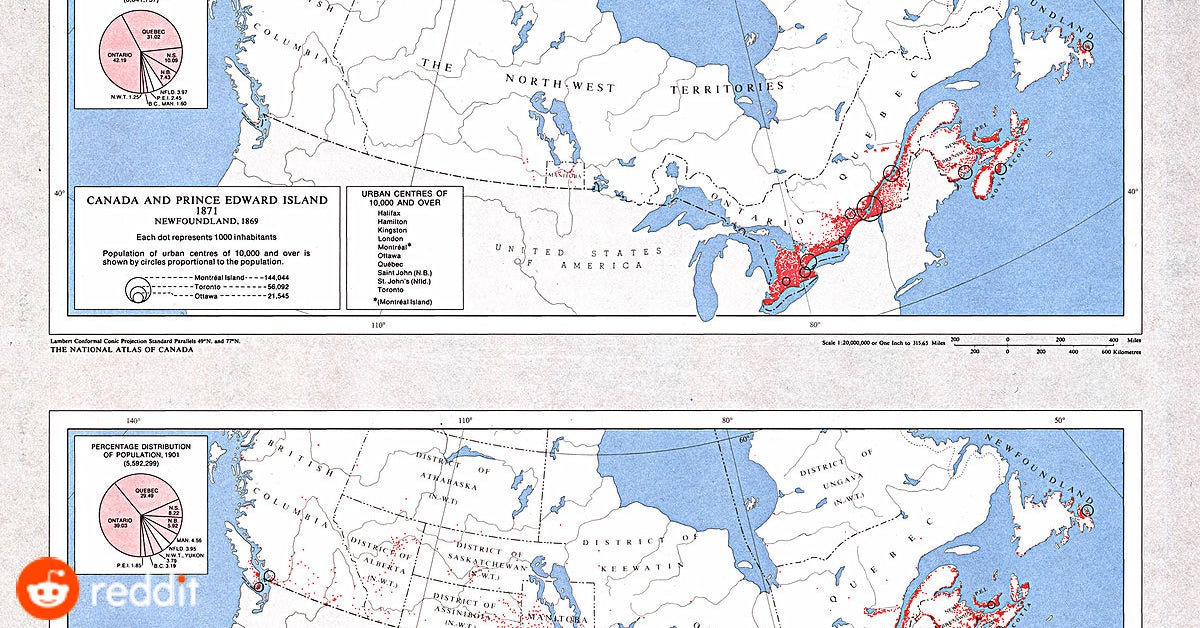 QUEBEC
31.02
ONTARIO
42.19
N.S.
10.09
N.B.
7.43
NFLD. 3.97
P.E.I. 2.45
N.W.T. 1.25
B.C., MAN. 1.60
COLUMBIA
THE NORTH-WEST TERRITORIES
QUEBEC
ONTARIO
MANITOBA
P.E.I.
NOVA SCOTIA
UNITED STATES
OF AMERICA
40°
40°
CANADA AND PRINCE EDWARD ISLAND
1871
NEWFOUNDLAND, 1869
Each dot represents 1000 inhabitants
Population of urban centres of 10,000 and over is
shown by circles proportional to the population.
Montréal Island 144,044
Toronto 56,092
Ottawa 21,545
URBAN CENTRES OF
10,000 AND OVER
Halifax
Hamilton
Kingston
London
Montréal*
Ottawa
Québec
Saint John (N.B.)
St. John's (Nfld.)
Toronto
*(Montréal Island)
110°
80°
Lambert Conformal Conic Projection Standard Parallels 49°N. and 77°N.
THE NATIONAL ATLAS OF CANADA
Scale 1:20,000,000 or One Inch to 315.65 Miles
200 0 200 400 Miles
200 0 200 400 600 Kilometres
140°
110°
80°
50°
60°
PERCENTAGE DISTRIBUTION
OF POPULATION, 1901
(5,592,299)
QUEBEC
29.49
ONTARIO
39.03
N.S.
8.22
N.B.
5.92
MAN. 4.56
NFLD. 3.95
N.W.T., YUKON
3.78
B.C. 3.19
P.E.I. 1.85
BRITISH
COLUMBIA
DISTRICT OF
ATHABASKA
(N.W.T.)
DISTRICT OF
ALBERTA
(N.W.T.)
DISTRICT OF
SASKATCHEWAN
(N.W.T.)
DISTRICT OF
ASSINIBOIA
(N.W.T.)
MANITOBA
DISTRICT OF
KEEWATIN
DISTRICT OF
UNGAVA
(N.W.T.)
QUEBEC
NEWFOUNDLAND
reddit